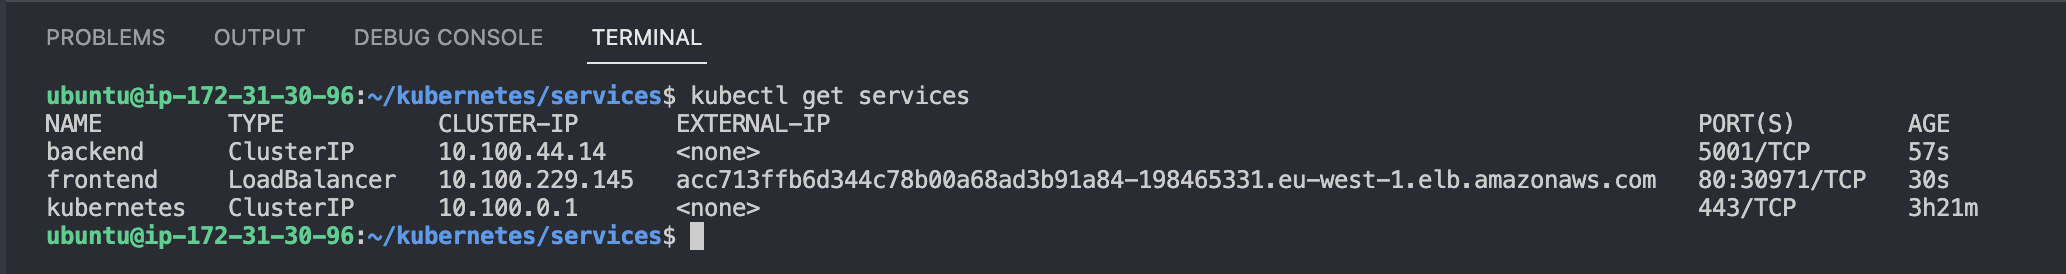 PROBLEMS OUTPUT DEBUG CONSOLE TERMINAL
ubuntu@ip-172-31-30-96:~/kubernetes/services$ kubectl get services
NAME TYPE CLUSTER-IP EXTERNAL-IP PORT(S) AGE
backend ClusterIP 10.100.44.14 <none> 5001/TCP 57s
frontend LoadBalancer 10.100.229.145 acc713ffb6d344c78b00a68ad3b91a84-198465331.eu-west-1.elb.amazonaws.com 80:30971/TCP 30s
kubernetes ClusterIP 10.100.0.1 <none> 443/TCP 3h21m
ubuntu@ip-172-31-30-96:~/kubernetes/services$